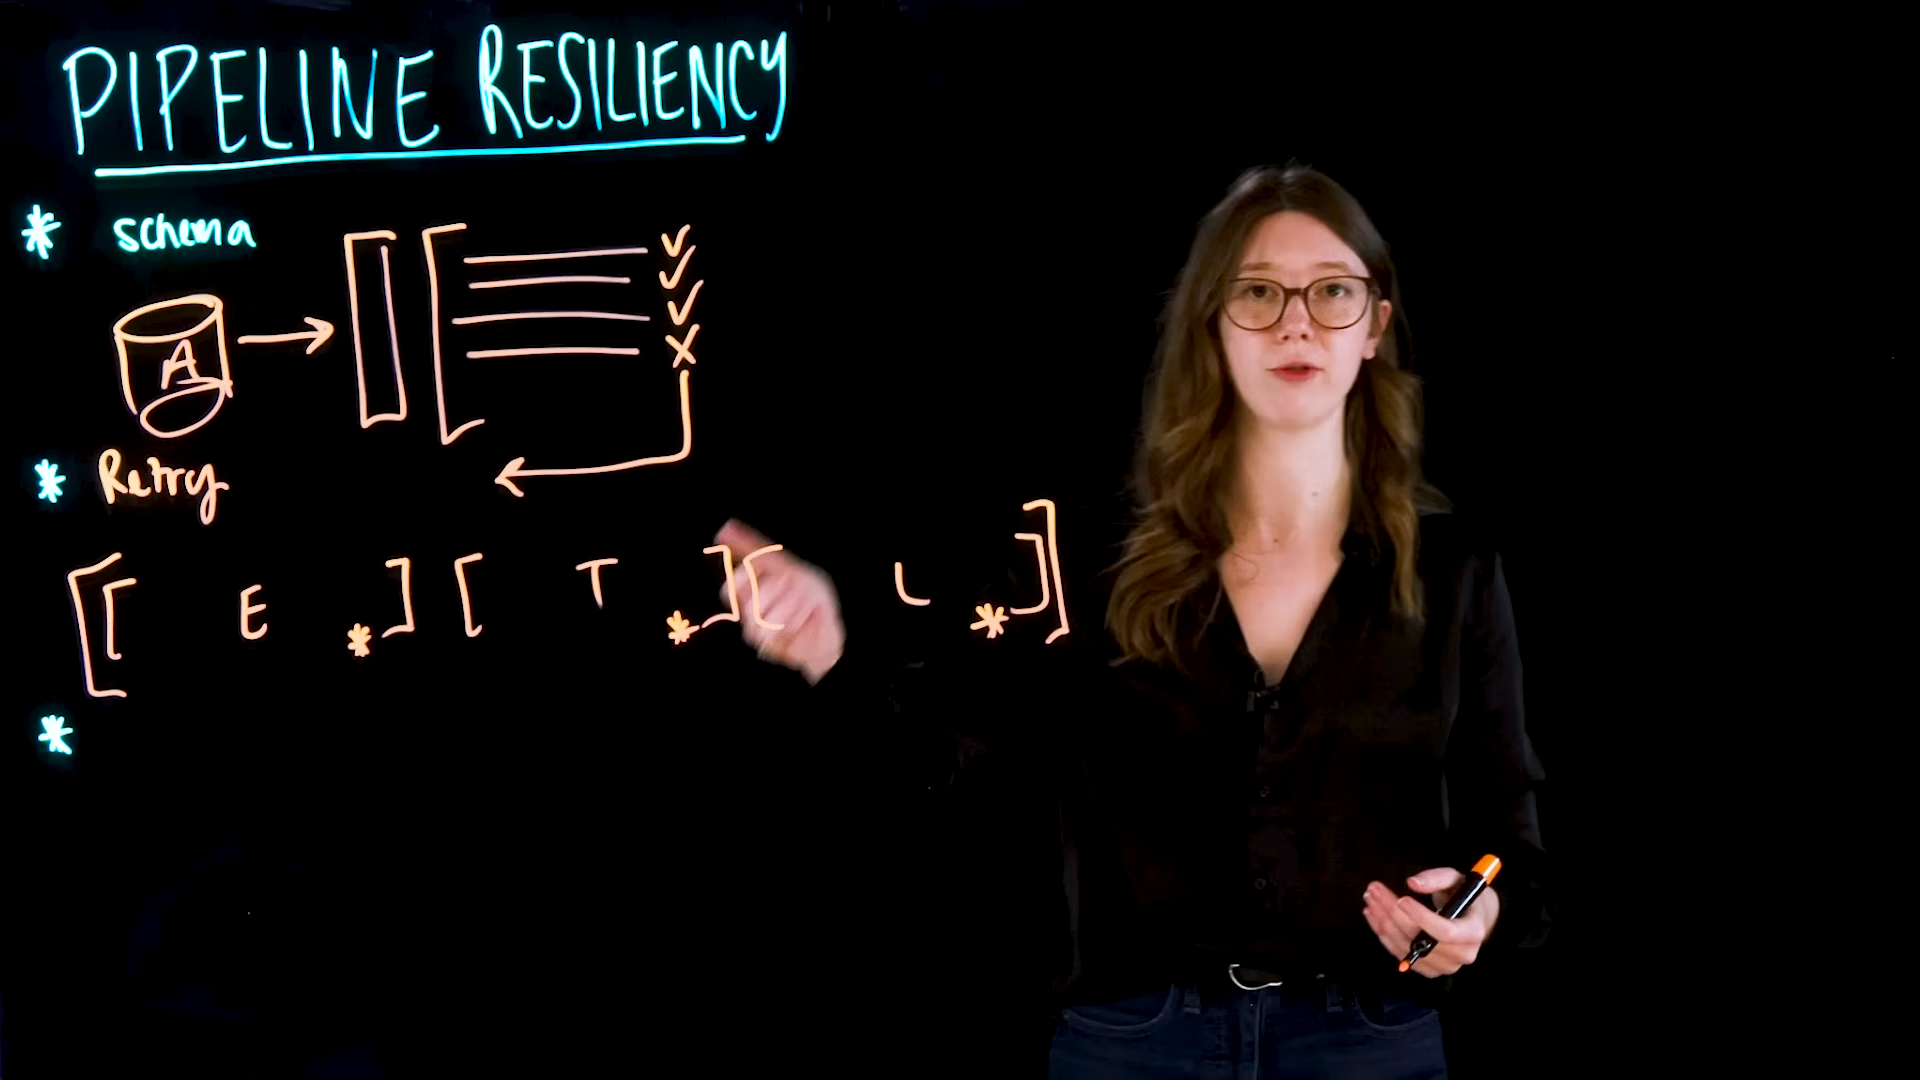 PIPELINE RESILIENCY
* schema
A
* Retry
[[ E *] [ T *] [ L *]]
*